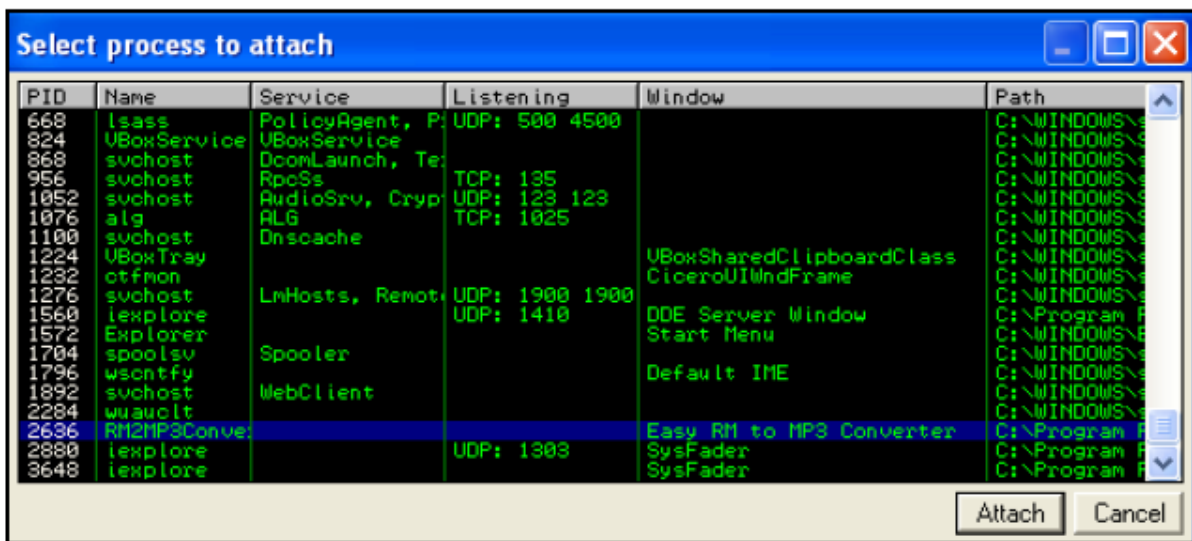 Select process to attach
PID Name Service Listening Window Path
668 lsass PolicyAgent, P UDP: 500 4500 C:\WINDOWS\s
824 VBoxService VBoxService C:\WINDOWS\S
868 svchost DcomLaunch, Te C:\WINDOWS\s
956 svchost RpcSs TCP: 135 C:\WINDOWS\s
1052 svchost AudioSrv, Cryp UDP: 123 123 C:\WINDOWS\S
1076 alg ALG TCP: 1025 C:\WINDOWS\S
1100 svchost Dnscache C:\WINDOWS\s
1224 VBoxTray VBoxSharedClipboardClass C:\WINDOWS\S
1232 ctfmon CiceroUIWndFrame C:\WINDOWS\s
1276 svchost LmHosts, Remot UDP: 1900 1900 C:\WINDOWS\s
1560 iexplore UDP: 1410 DDE Server Window C:\Program F
1572 Explorer Start Menu C:\WINDOWS\E
1704 spoolsv Spooler C:\WINDOWS\s
1796 wscntfy Default IME C:\WINDOWS\s
1892 svchost WebClient C:\WINDOWS\s
2284 wuauclt C:\WINDOWS\s
2636 RM2MP3Conve Easy RM to MP3 Converter C:\Program F
2880 iexplore UDP: 1303 SysFader C:\Program F
3648 iexplore SysFader C:\Program F
Attach Cancel